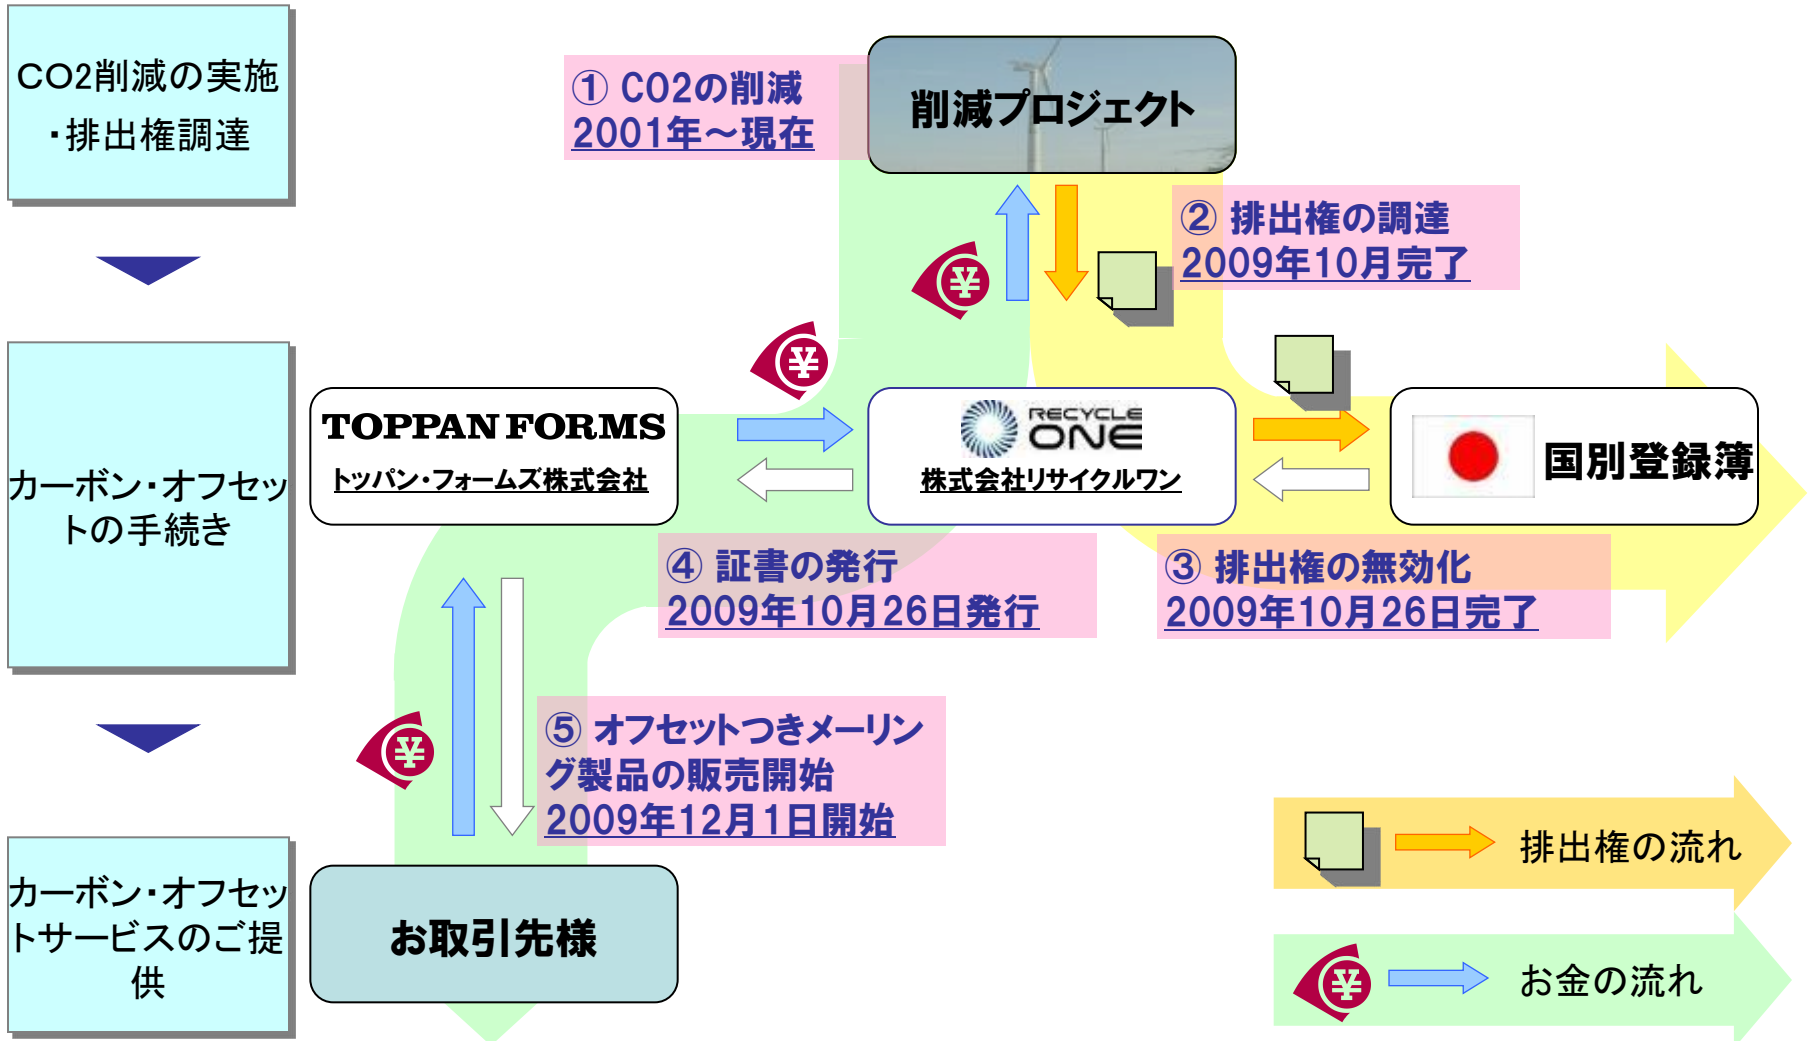 CO2削減の実施
・排出権調達
① CO2の削減
2001年～現在
削減プロジェクト
② 排出権の調達
2009年10月完了
カーボン・オフセッ
トの手続き
TOPPAN FORMS
トッパン・フォームズ株式会社
RECYCLE
ONE
株式会社リサイクルワン
国別登録簿
④ 証書の発行
2009年10月26日発行
③ 排出権の無効化
2009年10月26日完了
⑤ オフセットつきメーリン
グ製品の販売開始
2009年12月1日開始
カーボン・オフセッ
トサービスのご提
供
お取引先様
排出権の流れ
お金の流れ
¥
¥
¥
¥